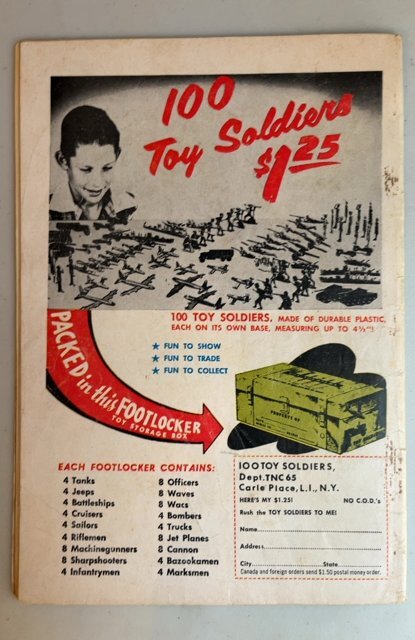 100
Toy Soldiers
$1.25
100 TOY SOLDIERS, MADE OF DURABLE PLASTIC,
EACH ON ITS OWN BASE, MEASURING UP TO 4½"!
★ FUN TO SHOW
★ FUN TO TRADE
★ FUN TO COLLECT
PACKED in this FOOTLOCKER
TOY STORAGE BOX
PROPERTY OF
EACH FOOTLOCKER CONTAINS:
4 Tanks
4 Jeeps
4 Battleships
4 Cruisers
4 Sailors
4 Riflemen
8 Machinegunners
8 Sharpshooters
4 Infantrymen
8 Officers
8 Waves
8 Wacs
4 Bombers
4 Trucks
8 Jet Planes
8 Cannon
4 Bazookamen
4 Marksmen
100 TOY SOLDIERS,
Dept. TNC 65
Carle Place, L.I., N.Y.
HERE'S MY $1.25! NO C.O.D.'s
Rush the TOY SOLDIERS TO ME!
Name
Address
City State
Canada and foreign orders send $1.50 postal money order.